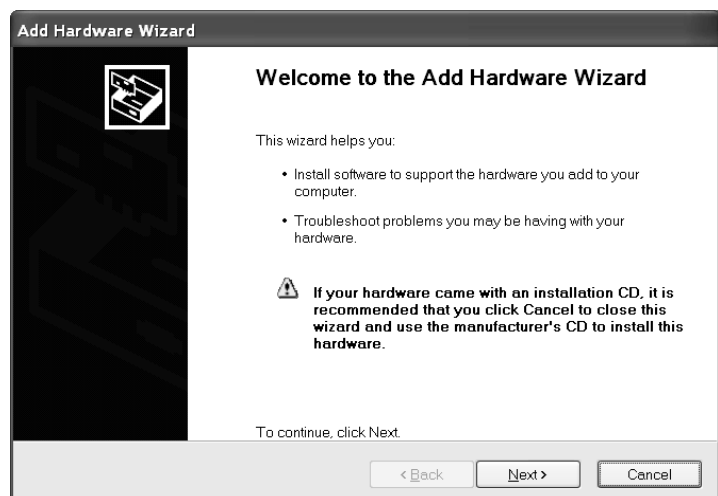 Add Hardware Wizard
Welcome to the Add Hardware Wizard
This wizard helps you:
• Install software to support the hardware you add to your
computer.
• Troubleshoot problems you may be having with your
hardware.
If your hardware came with an installation CD, it is
recommended that you click Cancel to close this
wizard and use the manufacturer's CD to install this
hardware.
To continue, click Next.
< Back
Next >
Cancel